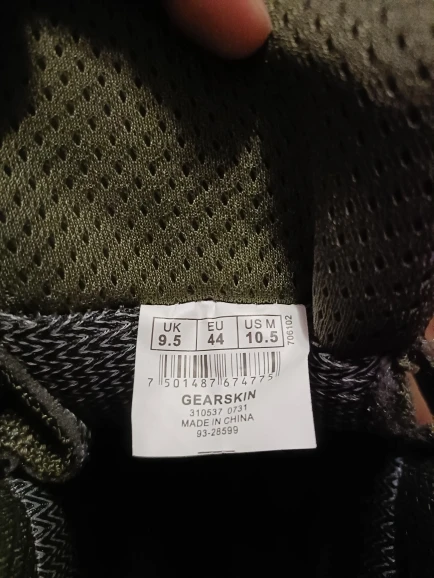 UK EU US M
9.5 44 10.5
706102
7 501487 674775
GEARSKIN
310537 0731
MADE IN CHINA
93-28599